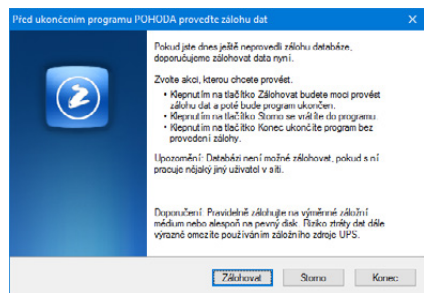 Před ukončením programu POHODA proveďte zálohu dat
Pokud jste dnes ještě neprovedli zálohu databáze,
doporučujeme zálohovat data nyní.
Zvolte akci, kterou chcete provést.
• Klepnutím na tlačítko Zálohovat budete moci provést
zálohu dat a poté bude program ukončen.
• Klepnutím na tlačítko Storno se vrátíte do programu.
• Klepnutím na tlačítko Konec ukončíte program bez
provedení zálohy.
Upozornění: Databázi není možné zálohovat, pokud s ní
pracuje nějaký jiný uživatel v síti.
Doporučení: Pravidelně zálohujte na výměnné záložní
médium nebo alespoň na pevný disk. Riziko ztráty dat dále
výrazně omezíte používáním záložního zdroje UPS.
Zálohovat Storno Konec